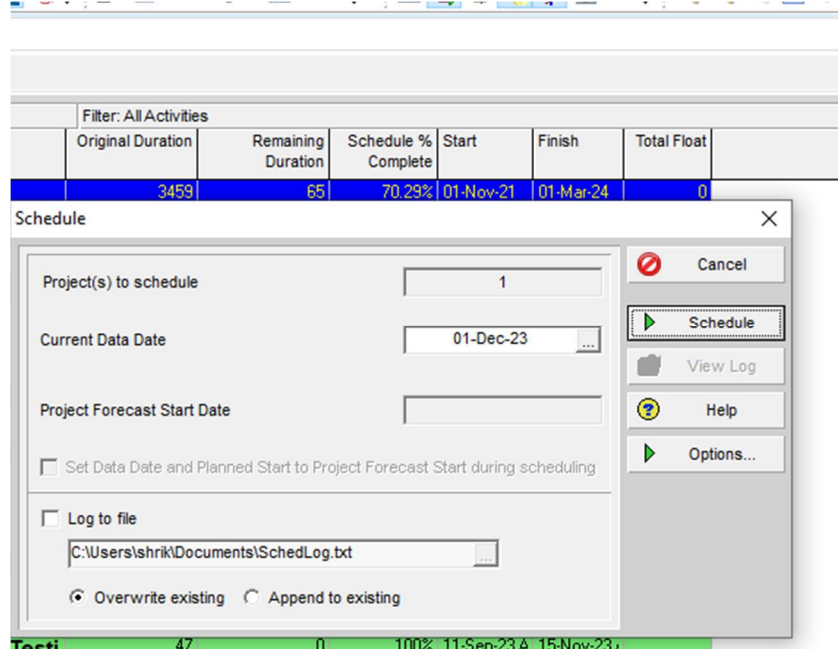 Filter: All Activities
Original Duration Remaining Duration Schedule % Complete Start Finish Total Float
3459 65 70.29% 01-Nov-21 01-Mar-24 0
Schedule
Project(s) to schedule 1
Cancel
Current Data Date 01-Dec-23 ...
Schedule
View Log
Project Forecast Start Date
Help
Set Data Date and Planned Start to Project Forecast Start during scheduling
Options...
Log to file
C:\Users\shrik\Documents\SchedLog.txt ...
Overwrite existing Append to existing
47 0 100% 11-Sep-23 A 15-Nov-23